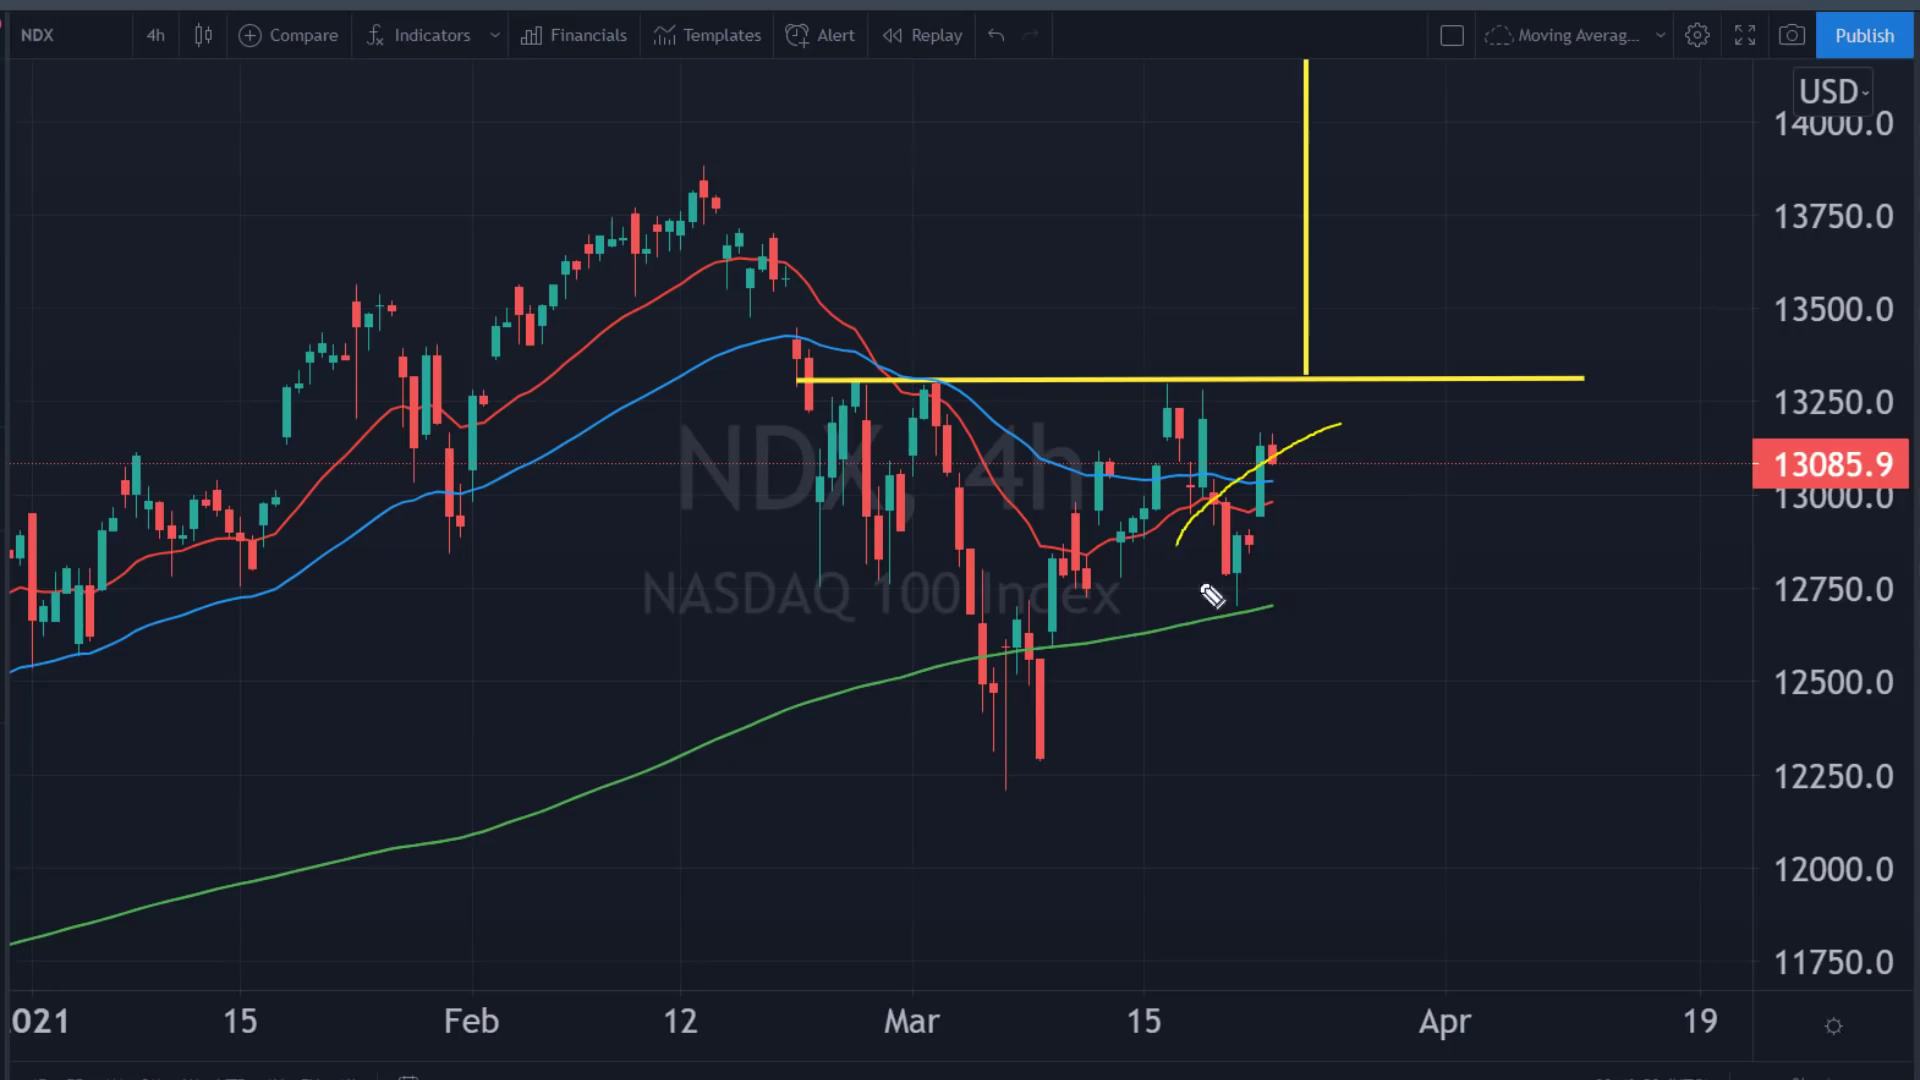 NDX 4h Compare Indicators Financials Templates Alert Replay Moving Averag... Publish
USD
14000.0
13750.0
13500.0
13250.0
13085.9
13000.0
12750.0
12500.0
12250.0
12000.0
11750.0
NDX, 4h
NASDAQ 100 Index
2021 15 Feb 12 Mar 15 Apr 19